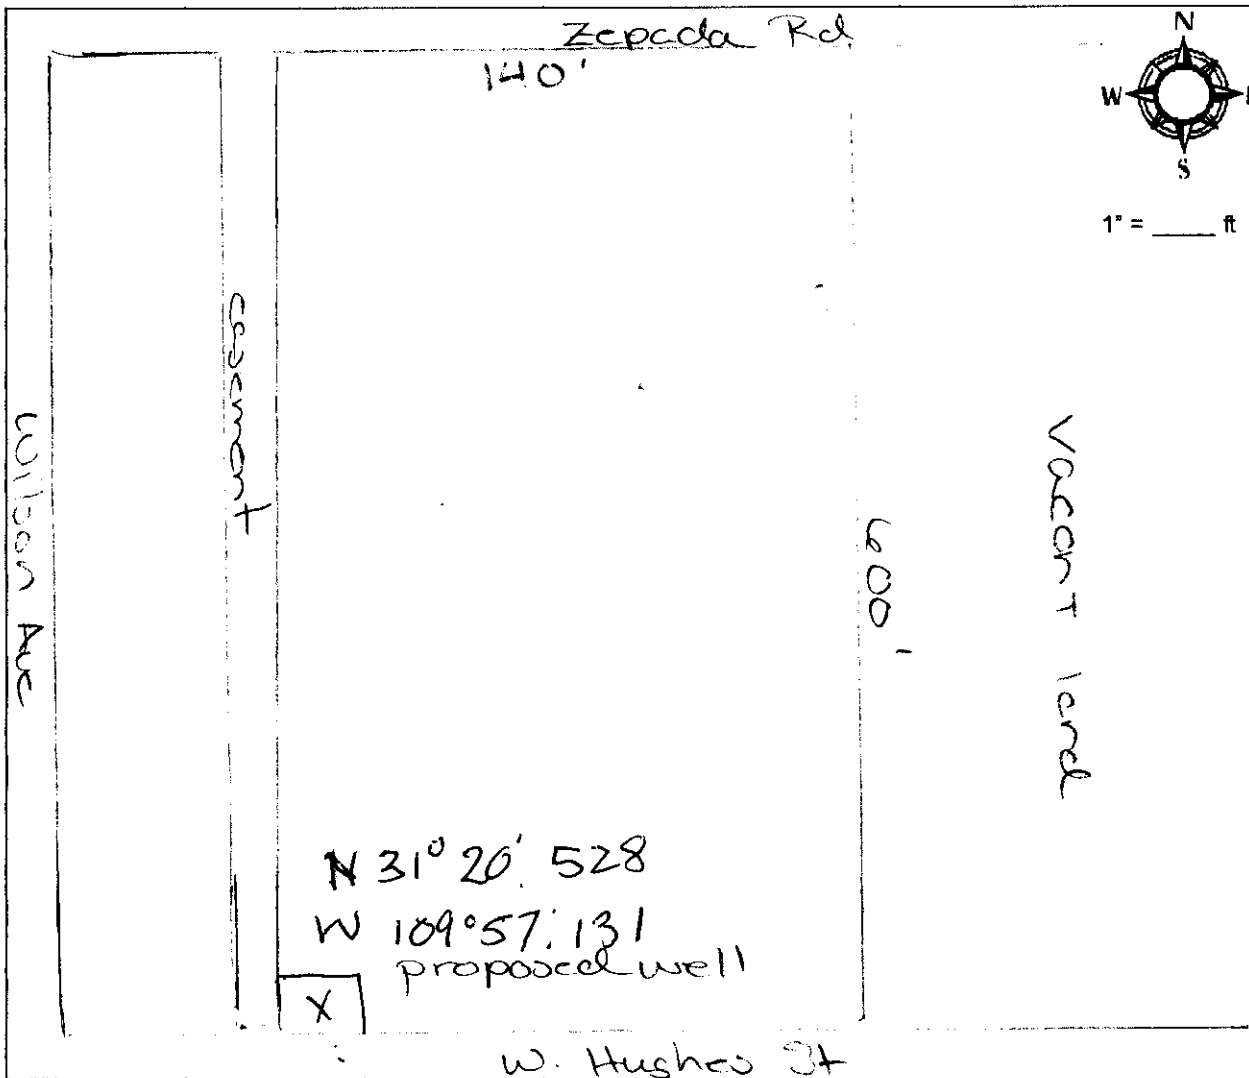 Zepada Rd.
140'
N
W
S
1" = ____ ft
easement
Wilson Ave
600'
Vacant land
N 31° 20'. 528
W 109° 57'. 131
proposed well
X
W. Hughes St